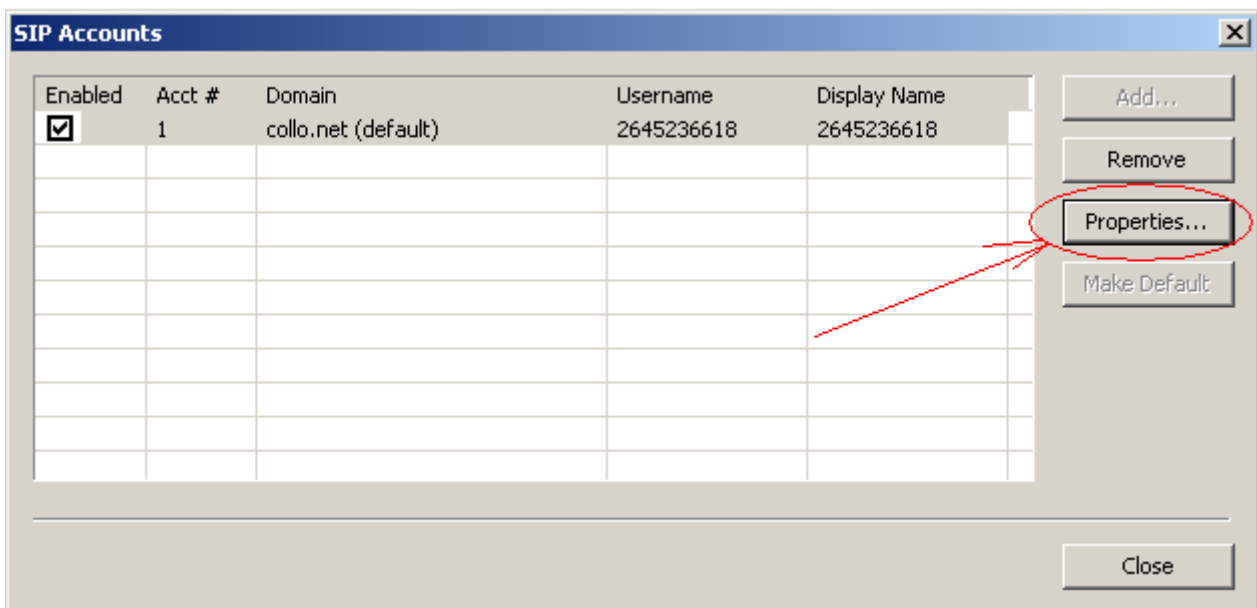 SIP Accounts
Enabled Acct # Domain Username Display Name
1 collo.net (default) 2645236618 2645236618
Add...
Remove
Properties...
Make Default
Close